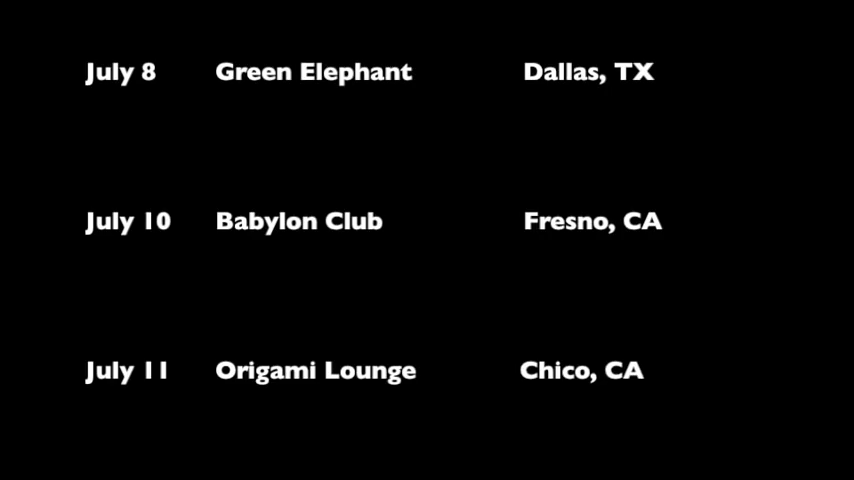 July 8 Green Elephant Dallas, TX
July 10 Babylon Club Fresno, CA
July 11 Origami Lounge Chico, CA